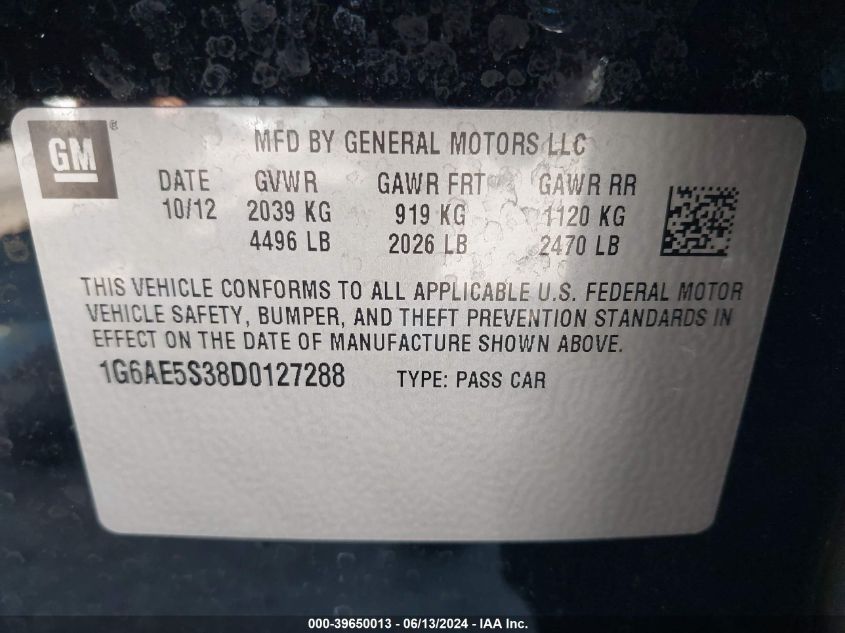 GM ®
MFD BY GENERAL MOTORS LLC
DATE GVWR GAWR FRT GAWR RR
10/12 2039 KG 919 KG 1120 KG
4496 LB 2026 LB 2470 LB
THIS VEHICLE CONFORMS TO ALL APPLICABLE U.S. FEDERAL MOTOR
VEHICLE SAFETY, BUMPER, AND THEFT PREVENTION STANDARDS IN
EFFECT ON THE DATE OF MANUFACTURE SHOWN ABOVE.
1G6AE5S38D0127288 TYPE: PASS CAR
000-39650013 - 06/13/2024 - IAA Inc.